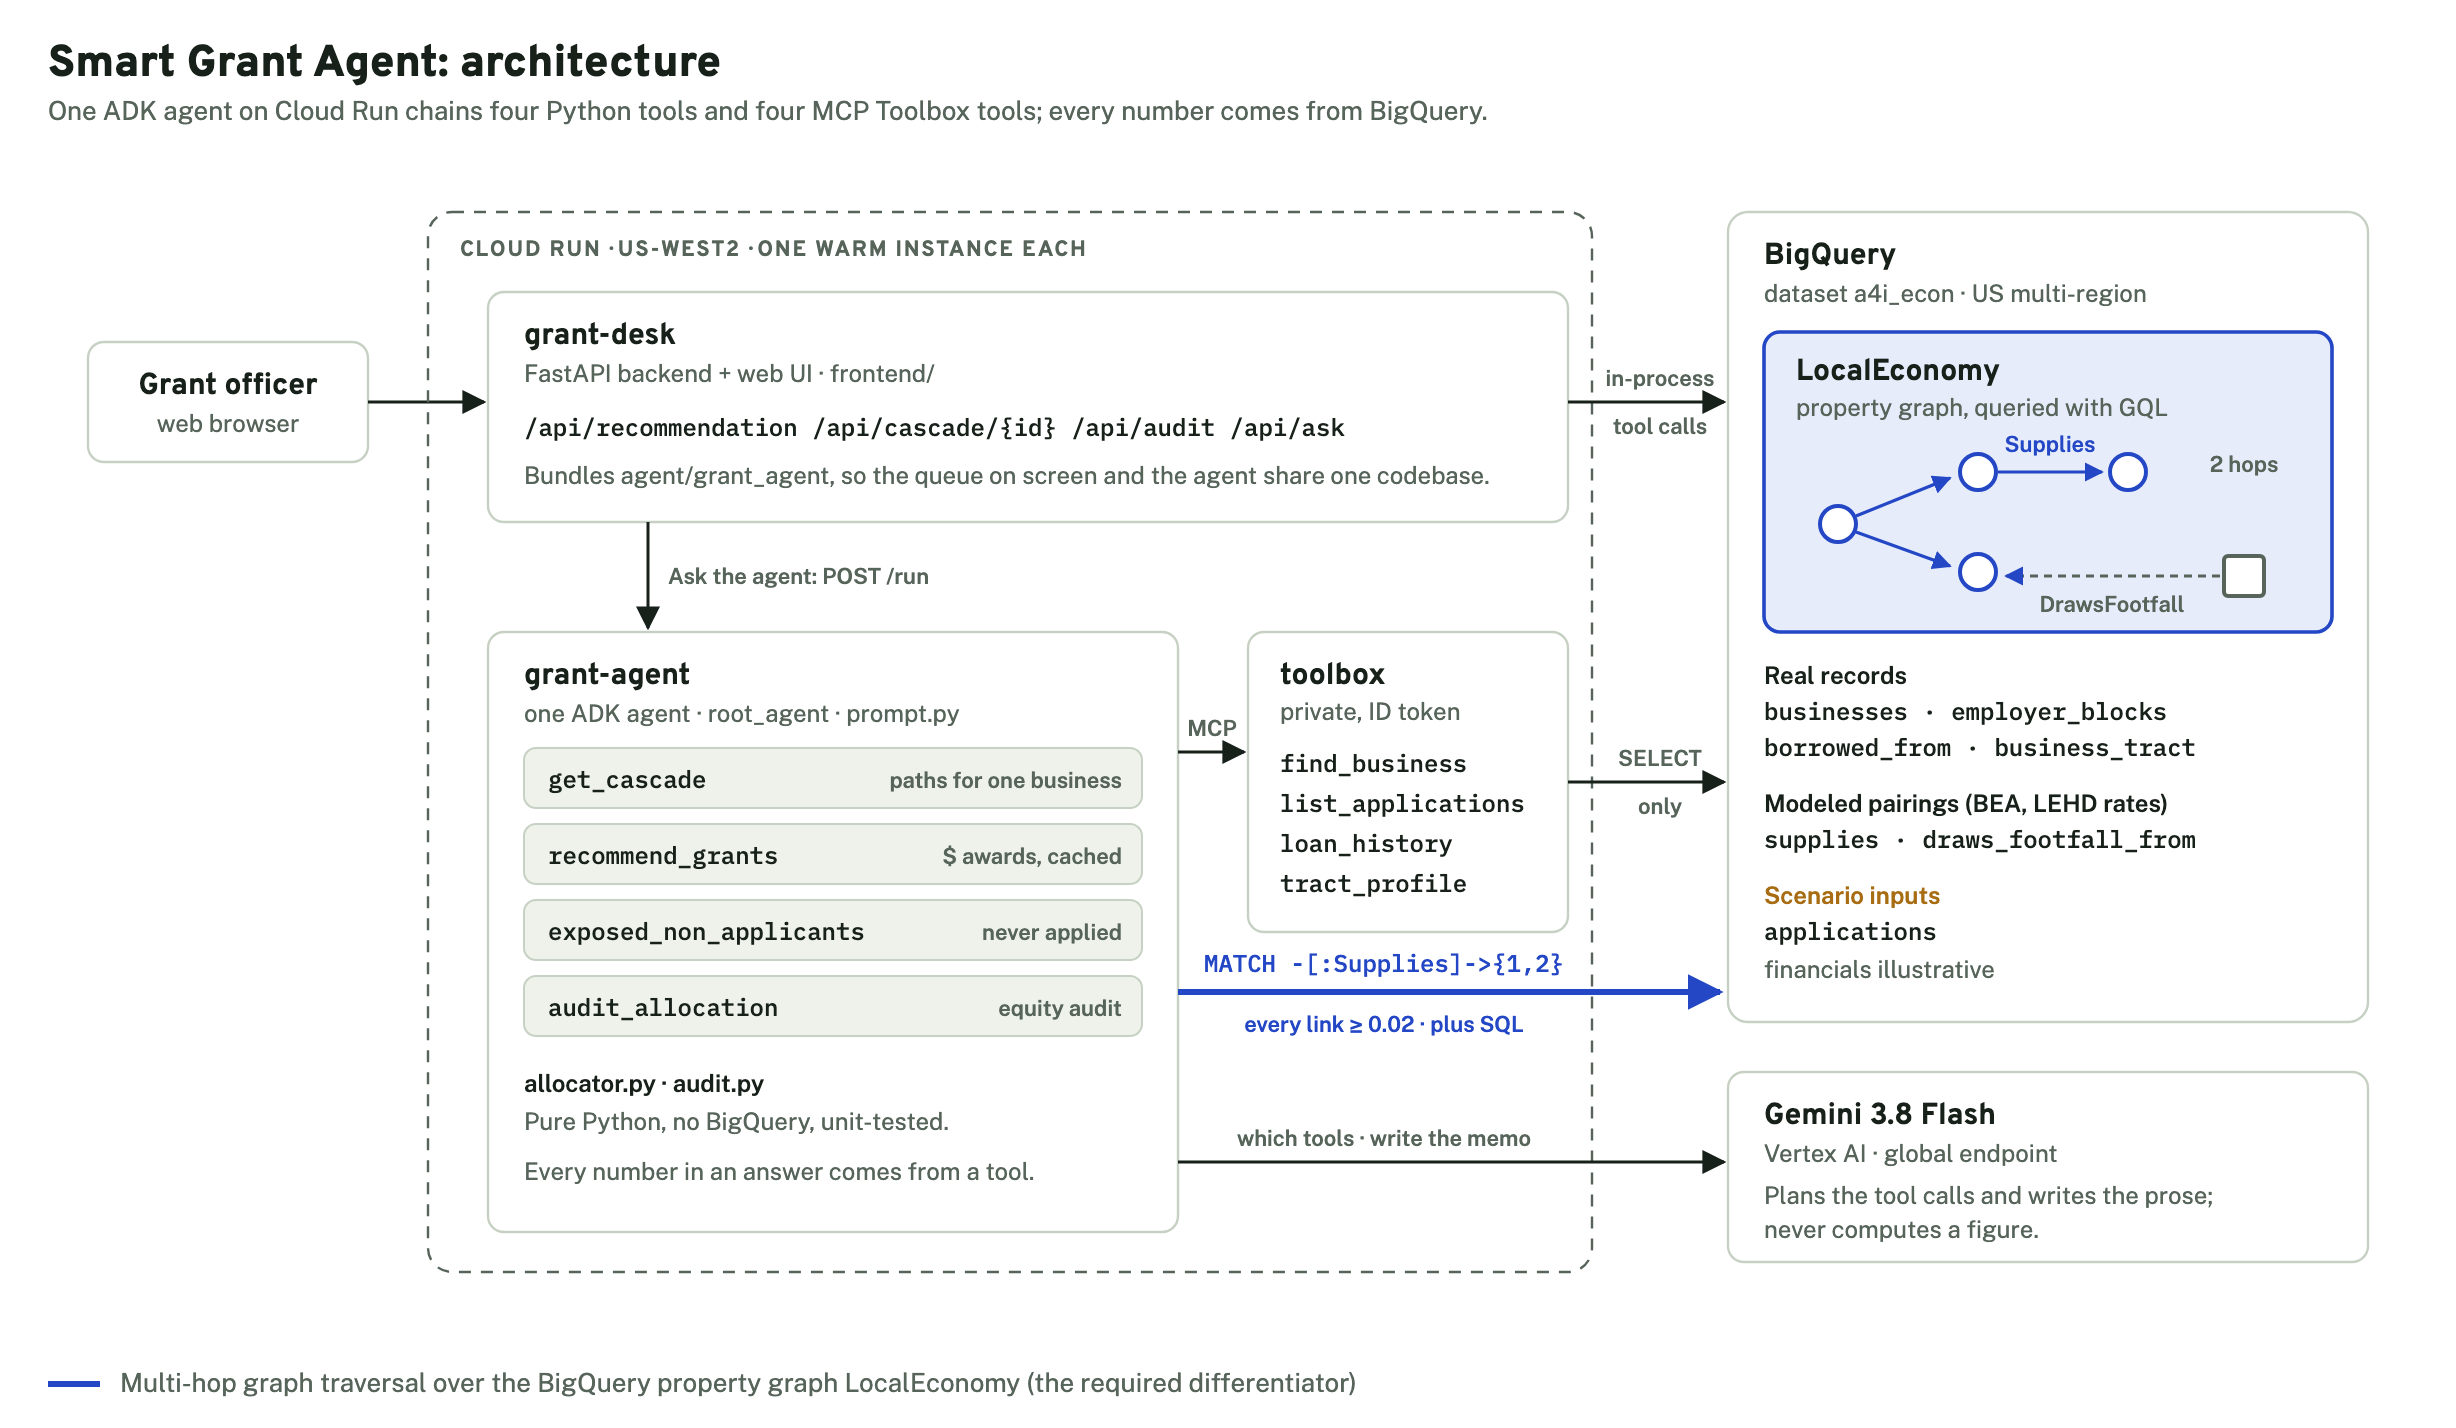 Smart Grant Agent: architecture
One ADK agent on Cloud Run chains four Python tools and four MCP Toolbox tools; every number comes from BigQuery.
CLOUD RUN · US-WEST2 · ONE WARM INSTANCE EACH
Grant officer
web browser
grant-desk
FastAPI backend + web UI · frontend/
/api/recommendation /api/cascade/{id} /api/audit /api/ask
Bundles agent/grant_agent, so the queue on screen and the agent share one codebase.
in-process
tool calls
Ask the agent: POST /run
grant-agent
one ADK agent · root_agent · prompt.py
get_cascade paths for one business
recommend_grants $ awards, cached
exposed_non_applicants never applied
audit_allocation equity audit
allocator.py · audit.py
Pure Python, no BigQuery, unit-tested.
Every number in an answer comes from a tool.
MCP
toolbox
private, ID token
find_business
list_applications
loan_history
tract_profile
SELECT
only
MATCH -[:Supplies]->{1,2}
every link ≥ 0.02 · plus SQL
which tools · write the memo
BigQuery
dataset a4i_econ · US multi-region
LocalEconomy
property graph, queried with GQL
Supplies
2 hops
DrawsFootfall
Real records
businesses · employer_blocks
borrowed_from · business_tract
Modeled pairings (BEA, LEHD rates)
supplies · draws_footfall_from
Scenario inputs
applications
financials illustrative
Gemini 3.8 Flash
Vertex AI · global endpoint
Plans the tool calls and writes the prose;
never computes a figure.
Multi-hop graph traversal over the BigQuery property graph LocalEconomy (the required differentiator)